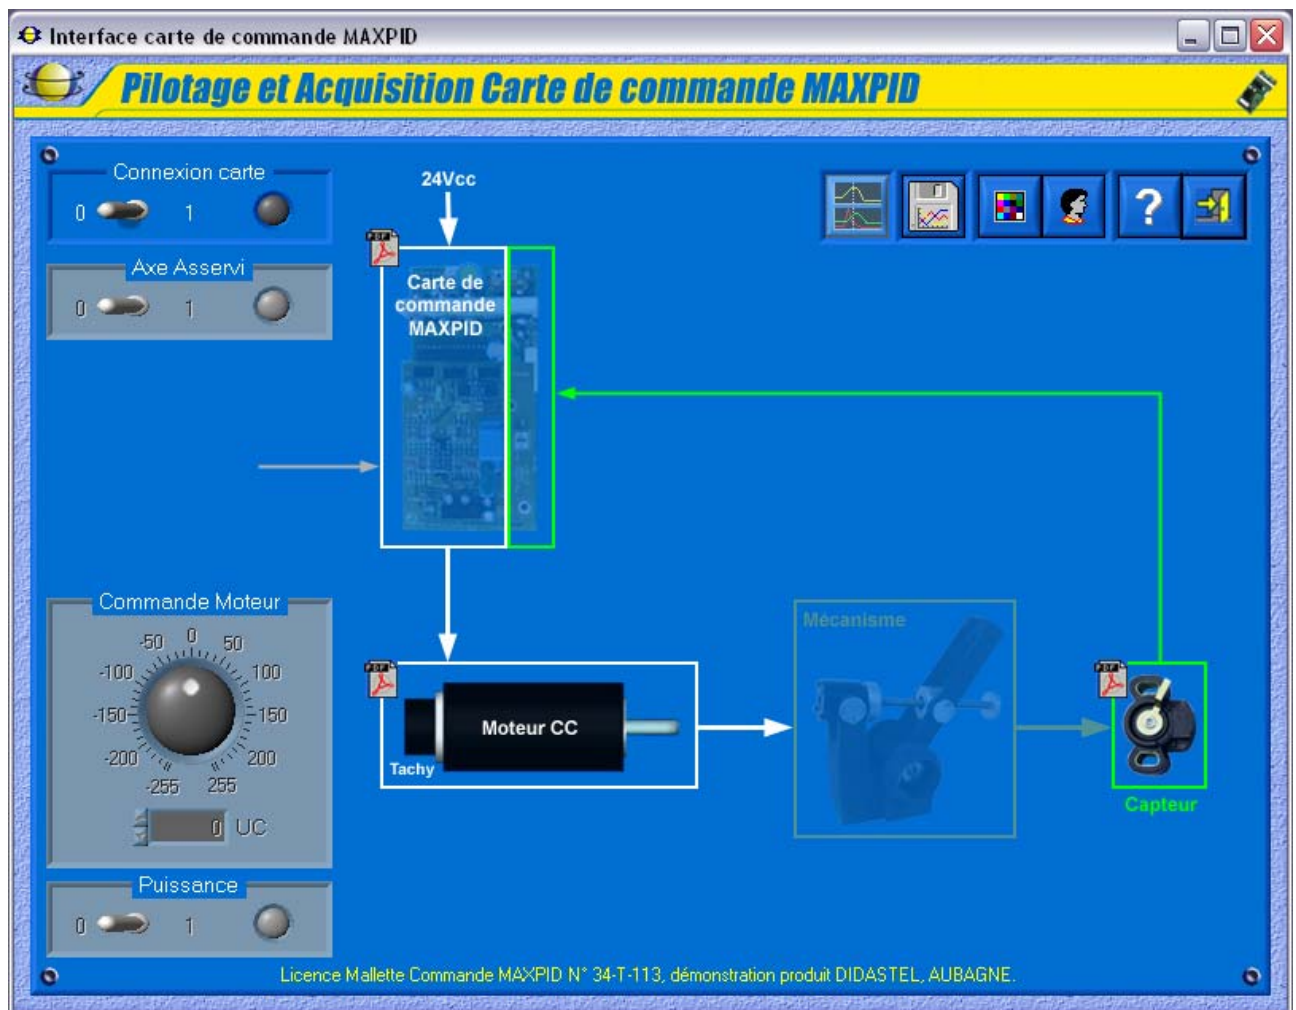 Interface carte de commande MAXPID
Pilotage et Acquisition Carte de commande MAXPID
Connexion carte
0 1
Axe Asservi
0 1
24Vcc
PDF
Carte de
commande
MAXPID
?
Commande Moteur
-50 0 50
-100 100
-150 150
-200 200
-255 255
0 UC
Puissance
0 1
PDF
Moteur CC
Tachy
Mécanisme
PDF
Capteur
Licence Mallette Commande MAXPID N° 34-T-113, démonstration produit DIDASTEL, AUBAGNE.